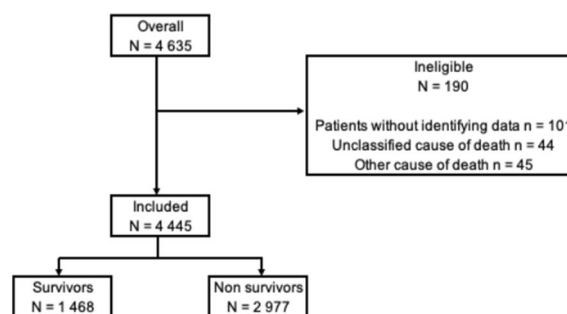 Overall
N = 4 635
Ineligible
N = 190
Patients without identifying data n = 101
Unclassified cause of death n = 44
Other cause of death n = 45
Included
N = 4 445
Survivors
N = 1 468
Non survivors
N = 2 977